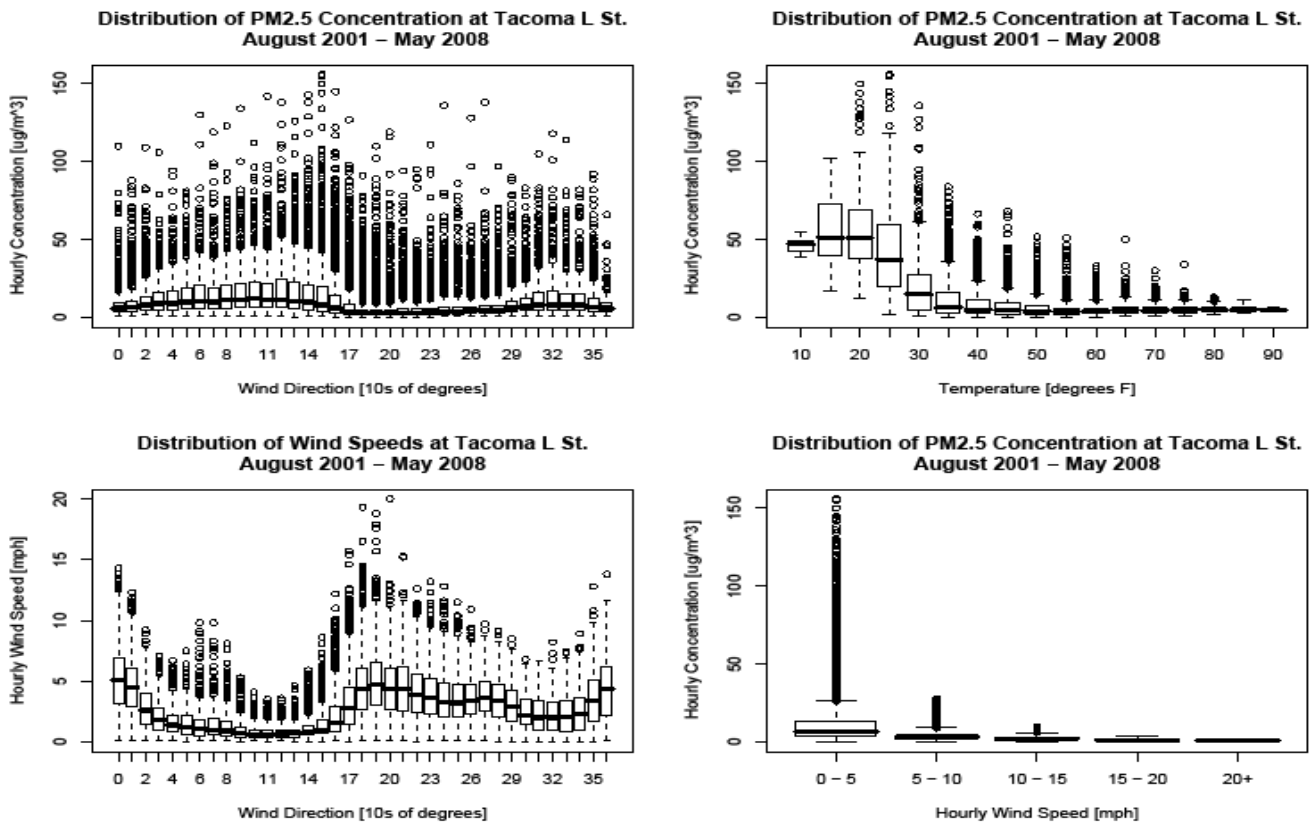 Distribution of PM2.5 Concentration at Tacoma L St.
August 2001 – May 2008
Hourly Concentration [ug/m^3]
150
100
50
0
0 2 4 6 8 11 14 17 20 23 26 29 32 35
Wind Direction [10s of degrees]
Distribution of PM2.5 Concentration at Tacoma L St.
August 2001 – May 2008
Hourly Concentration [ug/m^3]
150
100
50
0
10 20 30 40 50 60 70 80 90
Temperature [degrees F]
Distribution of Wind Speeds at Tacoma L St.
August 2001 – May 2008
Hourly Wind Speed [mph]
20
15
10
5
0
0 2 4 6 8 11 14 17 20 23 26 29 32 35
Wind Direction [10s of degrees]
Distribution of PM2.5 Concentration at Tacoma L St.
August 2001 – May 2008
Hourly Concentration [ug/m^3]
150
100
50
0
0 – 5 5 – 10 10 – 15 15 – 20 20+
Hourly Wind Speed [mph]